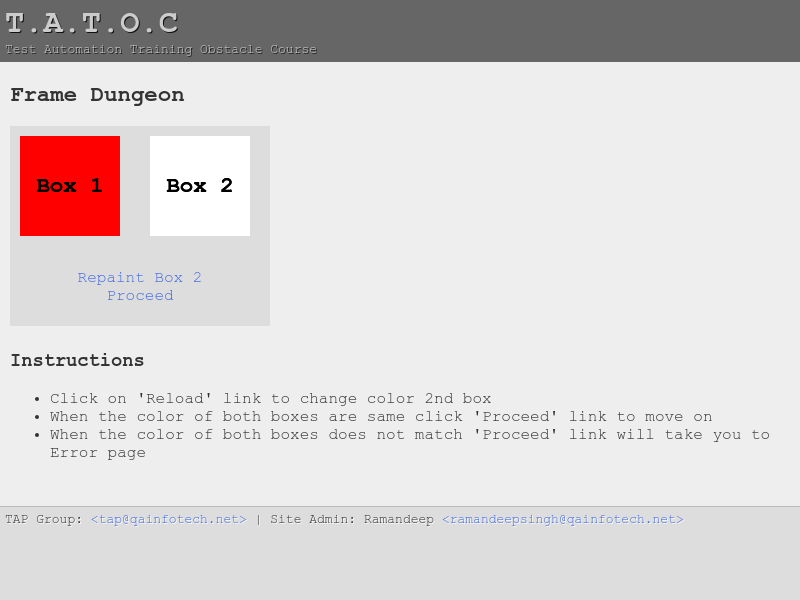 T.A.T.O.C
Test Automation Training Obstacle Course
Frame Dungeon
Box 1
Box 2
Repaint Box 2
Proceed
Instructions
Click on 'Reload' link to change color 2nd box
When the color of both boxes are same click 'Proceed' link to move on
When the color of both boxes does not match 'Proceed' link will take you to
Error page
TAP Group: <tap@qainfotech.net> | Site Admin: Ramandeep <ramandeepsingh@qainfotech.net>